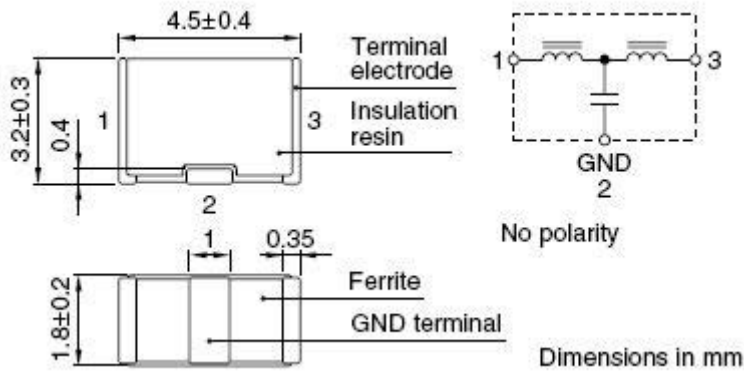 4.5±0.4
Terminal
electrode
Insulation
resin
3.2±0.3
0.4
1
3
2
1
3
GND
2
No polarity
1
0.35
1.8±0.2
Ferrite
GND terminal
Dimensions in mm